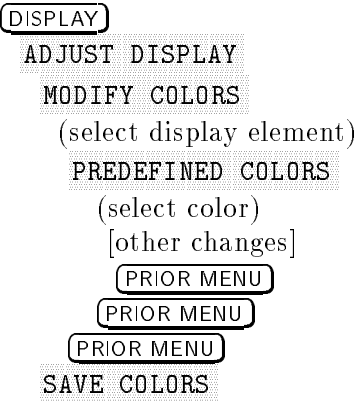 DISPLAY
ADJUST DISPLAY
MODIFY COLORS
(select display element)
PREDEFINED COLORS
(select color)
[other changes]
PRIOR MENU
PRIOR MENU
PRIOR MENU
SAVE COLORS